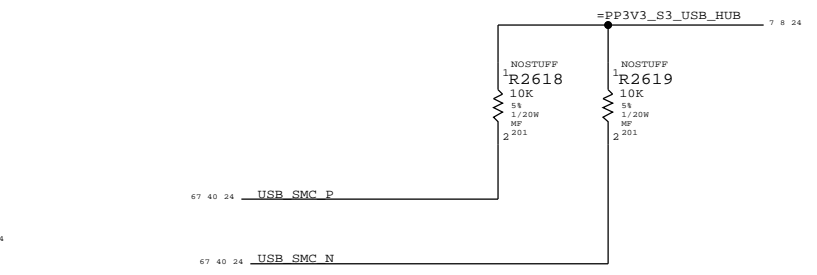 =PP3V3_S3_USB_HUB
7 8 24
NOSTUFF
1
R2618
10K
5%
1/20W
MF
201
2
NOSTUFF
1
R2619
10K
5%
1/20W
MF
201
2
67 40 24 USB_SMC_P
4
67 40 24 USB_SMC_N